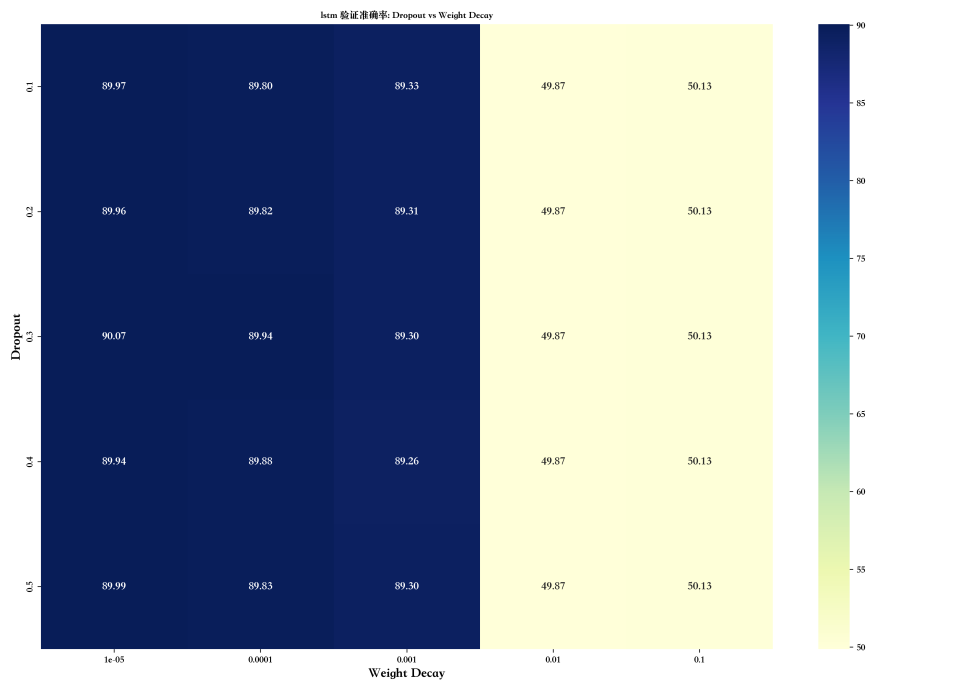 lstm 验证准确率: Dropout vs Weight Decay
90
0.1 89.97 89.80 89.33 49.87 50.13
85
80
0.2 89.96 89.82 89.31 49.87 50.13
75
Dropout
0.3 90.07 89.94 89.30 49.87 50.13
70
65
0.4 89.94 89.88 89.26 49.87 50.13
60
55
0.5 89.99 89.83 89.30 49.87 50.13
50
1e-05 0.0001 0.001 0.01 0.1
Weight Decay